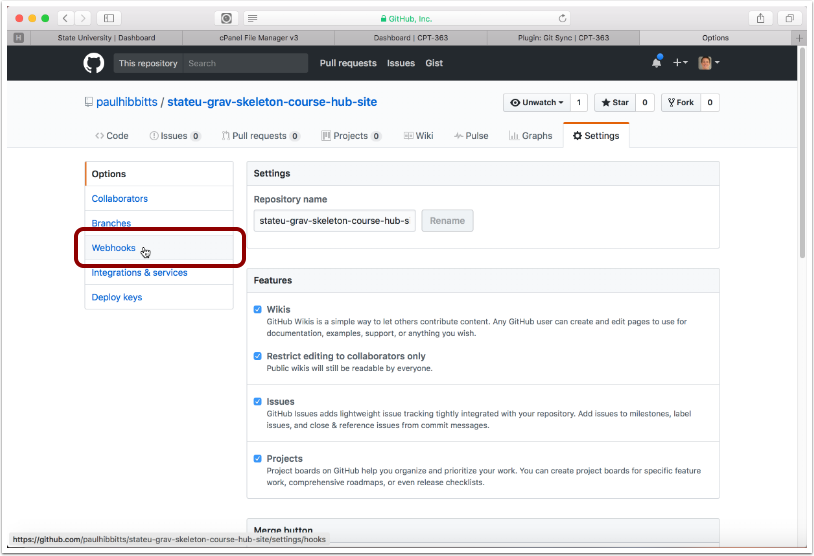 GitHub, Inc.
H
State University | Dashboard
cPanel File Manager v3
Dashboard | CPT-363
Plugin: Git Sync | CPT-363
Options
+
This repository
Search
Pull requests Issues Gist
paulhibbitts / stateu-grav-skeleton-course-hub-site
Unwatch 1
Star 0
Fork 0
Code
Issues 0
Pull requests 0
Projects 0
Wiki
Pulse
Graphs
Settings
Options
Collaborators
Branches
Webhooks
Integrations & services
Deploy keys
Settings
Repository name
stateu-grav-skeleton-course-hub-s
Rename
Features
Wikis
GitHub Wikis is a simple way to let others contribute content. Any GitHub user can create and edit pages to use for
documentation, examples, support, or anything you wish.
Restrict editing to collaborators only
Public wikis will still be readable by everyone.
Issues
GitHub Issues adds lightweight issue tracking tightly integrated with your repository. Add issues to milestones, label
issues, and close & reference issues from commit messages.
Projects
Project boards on GitHub help you organize and prioritize your work. You can create project boards for specific feature
work, comprehensive roadmaps, or even release checklists.
Merge button
https://github.com/paulhibbitts/stateu-grav-skeleton-course-hub-site/settings/hooks